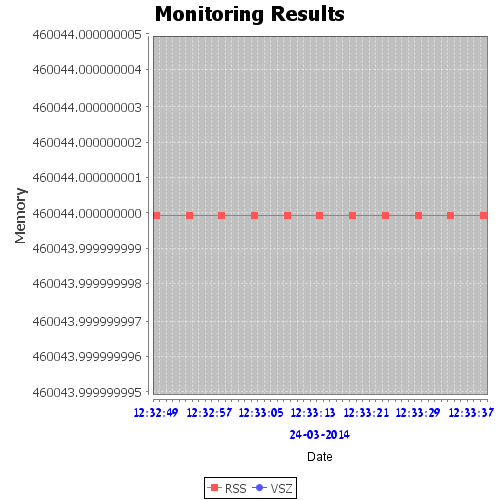 Monitoring Results
460044.000000005
460044.000000004
460044.000000003
460044.000000002
460044.000000001
460044.000000000
460043.999999999
460043.999999998
460043.999999997
460043.999999996
460043.999999995
Memory
12:32:49 12:32:57 12:33:05 12:33:13 12:33:21 12:33:29 12:33:37
24-03-2014
Date
RSS VSZ